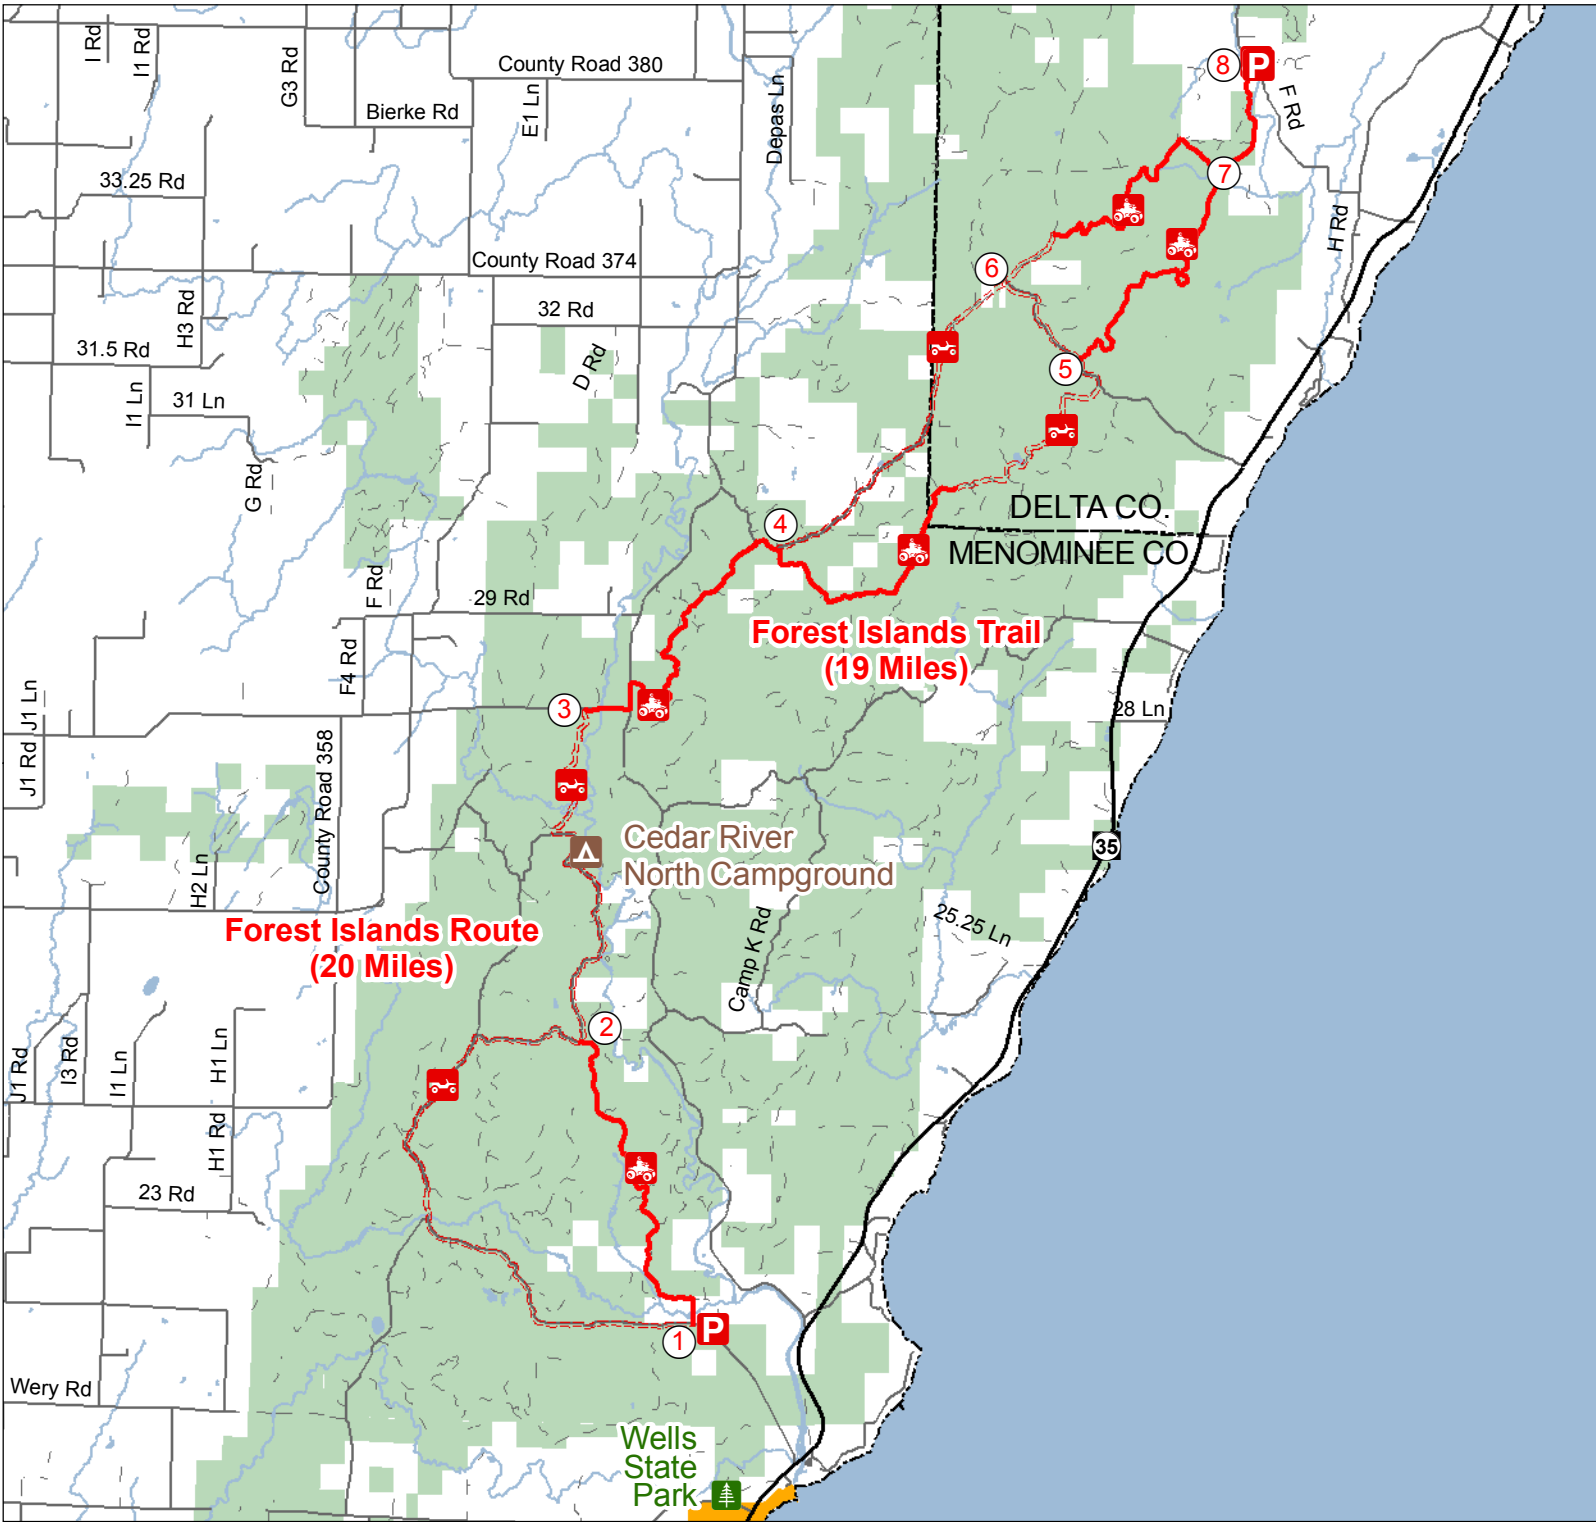 I Rd
I1 Rd
G3 Rd
County Road 380
Bierke Rd
E1 Ln
Depas Ln
8
P
F Rd
33.25 Rd
7
H Rd
County Road 374
6
H3 Rd
32 Rd
31.5 Rd
D Rd
5
I1 Ln
31 Ln
G Rd
DELTA CO.
4
MENOMINEE CO
F Rd
29 Rd
Forest Islands Trail
(19 Miles)
F4 Rd
J1 Ln
3
28 Ln
J1 Rd
County Road 358
35
Cedar River
North Campground
H2 Ln
Forest Islands Route
(20 Miles)
Camp K Rd
25.25 Ln
2
J1 Rd
I3 Rd
I1 Ln
H1 Ln
H1 Rd
23 Rd
1
P
Wery Rd
Wells
State
Park